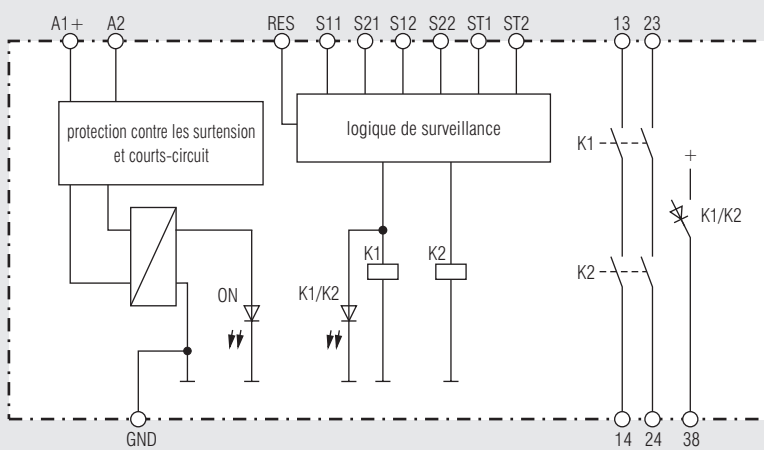 A1+ A2 RES S11 S21 S12 S22 ST1 ST2 13 23
protection contre les surtension
et courts-circuit
logique de surveillance
K1
+
K1/K2
K1 K2
K2
ON K1/K2
GND 14 24 38